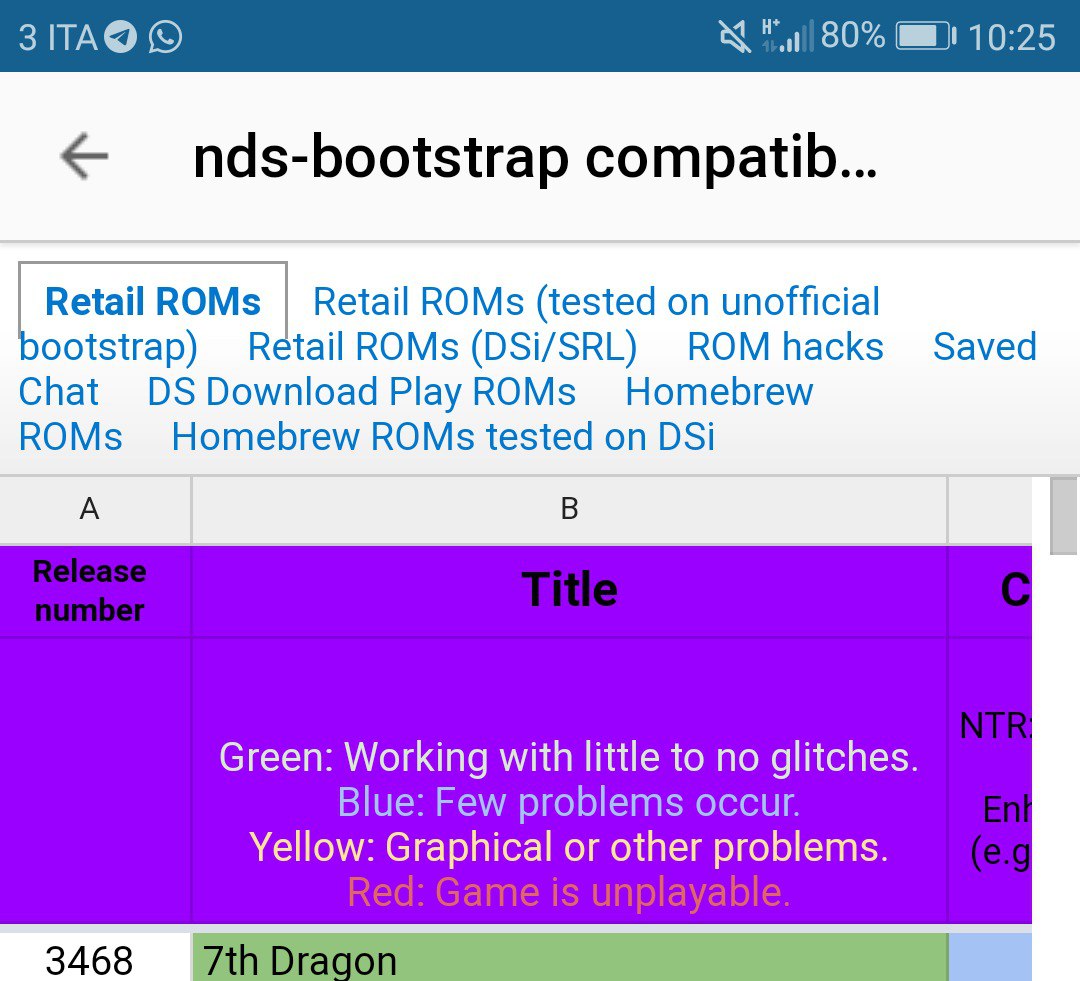 3 ITA 80% 10:25
nds-bootstrap compatib...
Retail ROMs Retail ROMs (tested on unofficial
bootstrap) Retail ROMs (DSi/SRL) ROM hacks Saved
Chat DS Download Play ROMs Homebrew
ROMs Homebrew ROMs tested on DSi
A B
Release
number
Title
C
Green: Working with little to no glitches.
Blue: Few problems occur.
Yellow: Graphical or other problems.
Red: Game is unplayable.
NTR:
Enh
(e.g
3468 7th Dragon